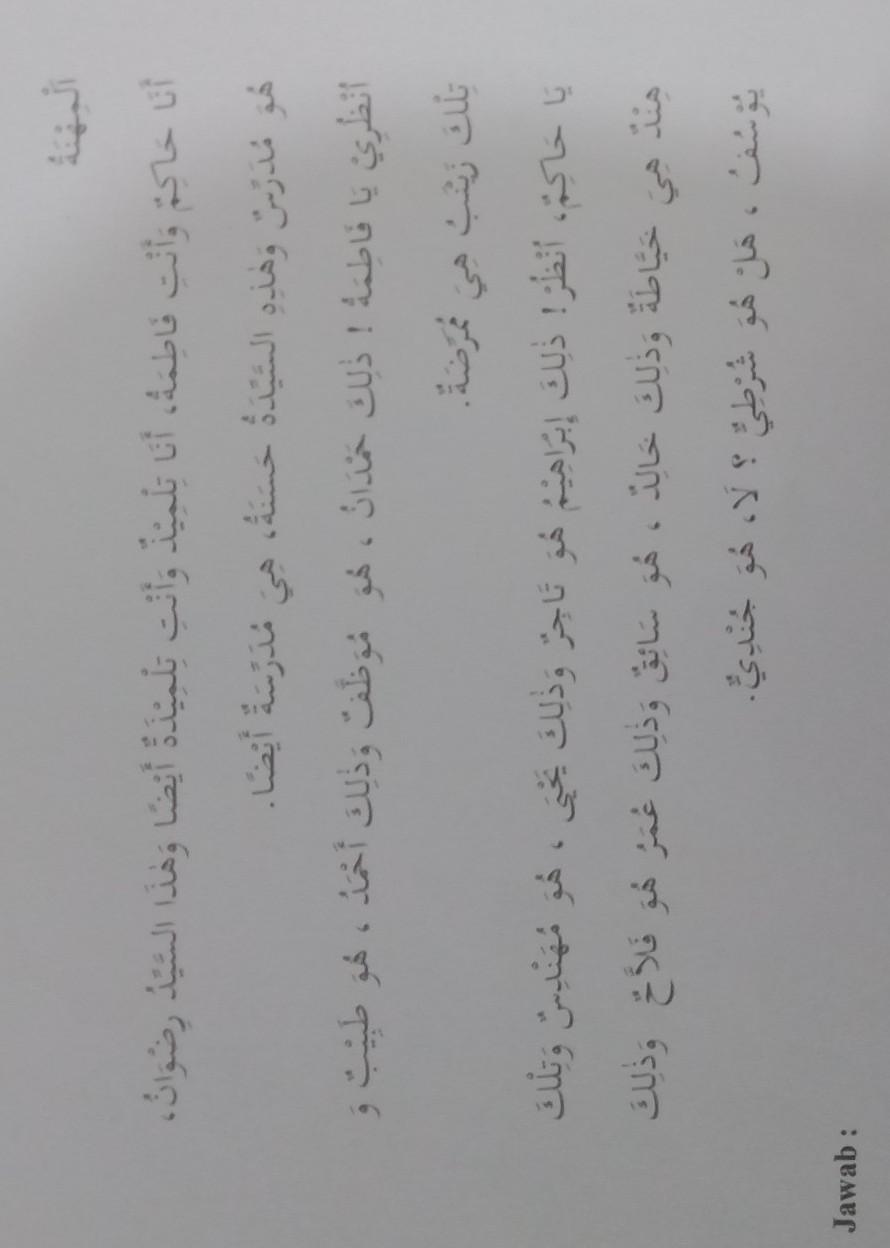 اَلْمِهْنَةُ
أَنَا حَاكِمٌ وَأَنْتِ فَاطِمَةُ، أَنَا تِلْمِيْذٌ وَأَنْتِ تِلْمِيْذَةٌ أَيْضًا وَهٰذَا السَّيِّدُ رِضْوَانُ،
هُوَ مُدَرِّسٌ وَهٰذِهِ السَّيِّدَةُ حَسَنَةُ، هِيَ مُدَرِّسَةٌ أَيْضًا.
اُنْظُرِيْ يَا فَاطِمَةُ ! ذٰلِكَ حَمْدَانُ ، هُوَ مُوَظَّفٌ وَذٰلِكَ أَحْمَدُ ، هُوَ طَبِيْبٌ وَ
تِلْكَ زَيْنَبُ هِيَ مُمَرِّضَةٌ.
يَا حَاكِمُ، اُنْظُرْ! ذٰلِكَ إِبْرَاهِيْمُ هُوَ تَاجِرٌ وَذٰلِكَ يَحْيَى ، هُوَ مُهَنْدِسٌ وَتِلْكَ
هِنْدٌ هِيَ خَيَّاطَةٌ وَذٰلِكَ خَالِدٌ ، هُوَ سَائِقٌ وَذٰلِكَ عُمَرُ هُوَ فَلَّاحٌ وَذٰلِكَ
يُوْسُفُ ، هَلْ هُوَ شُرْطِيٌّ ؟ لَا، هُوَ جُنْدِيٌّ.
Jawab :